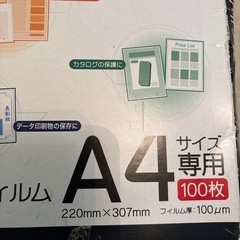 Price List
カタログの保護に
データ印刷物の保存に
ィルム
A4
サイズ
専用
100枚
220mm×307mm
フィルム厚:100μm